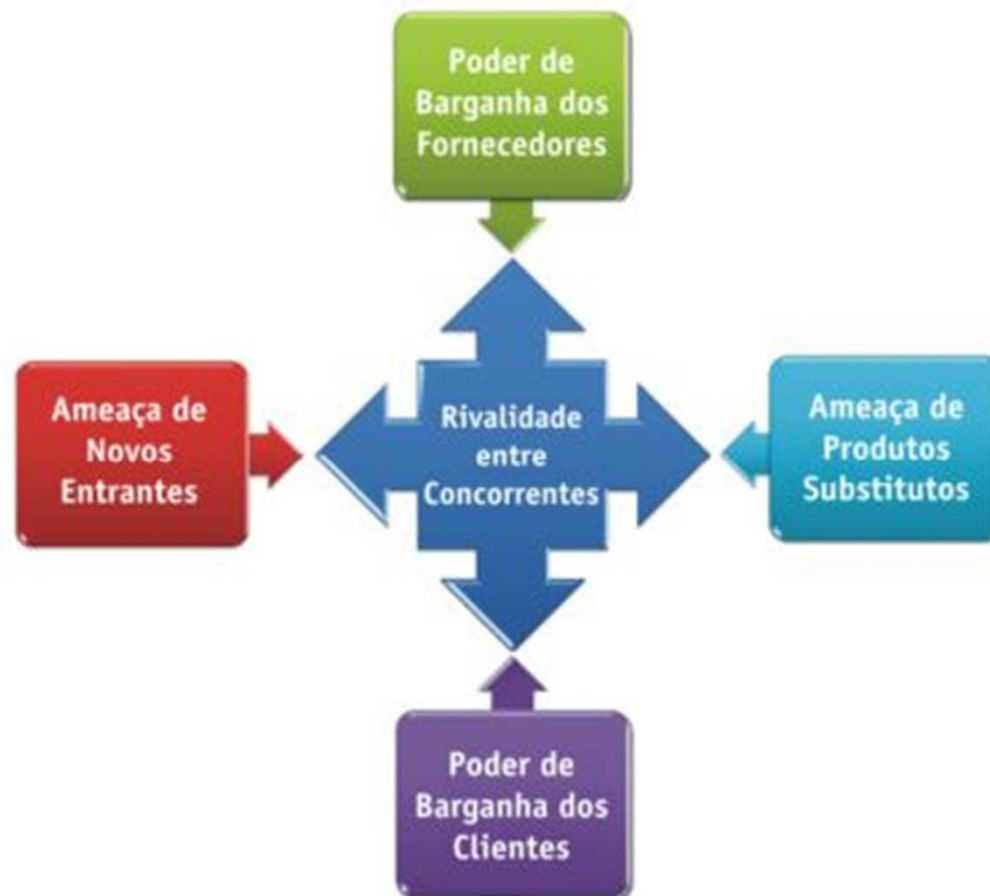 Poder de
Barganha dos
Fornecedores
Ameaça de
Novos
Entrantes
Rivalidade
entre
Concorrentes
Ameaça de
Produtos
Substitutos
Poder de
Barganha dos
Clientes